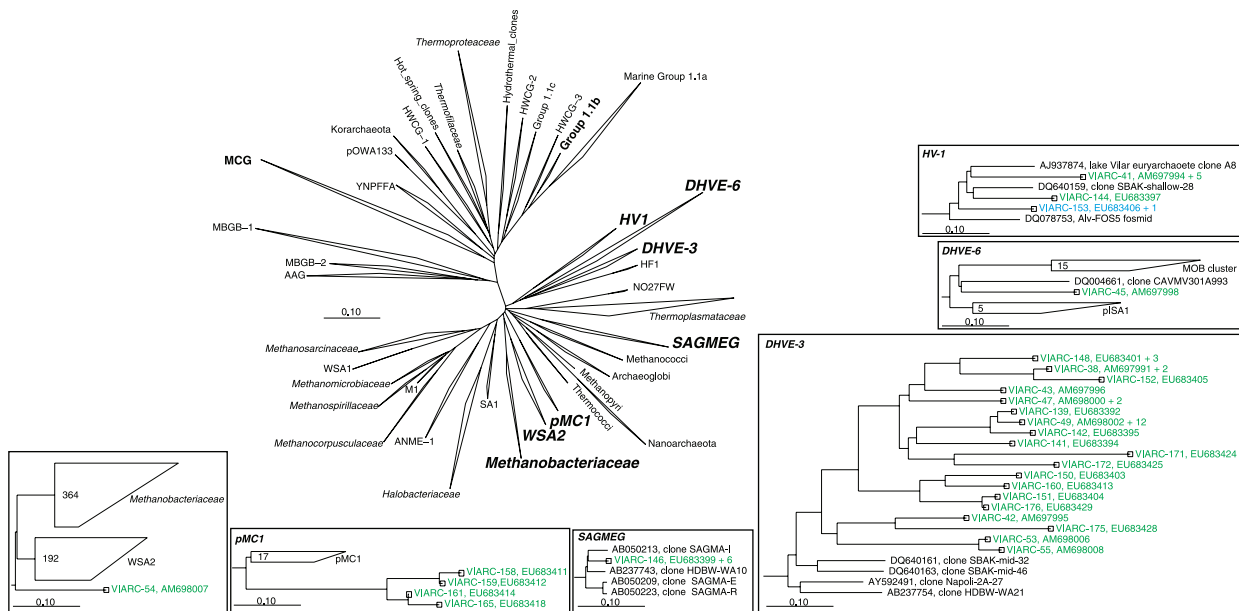 Thermoproteaceae
Hot_spring_clones
HWCG-1
Thermofilaceae
Hydrothermal_clones
HWCG-2
Group 1.1c
HWCG-3
Group 1.1b
Marine Group 1.1a
Korarchaeota
pOWA133
MCG
YNPFFA
MBGB-1
MBGB-2
AAG
0.10
DHVE-6
HV1
DHVE-3
HF1
NO27FW
Thermoplasmataceae
SAGMEG
Methanococci
Archaeoglobi
Methanopyri
Thermococci
Nanoarchaeota
pMC1
WSA2
Methanobacteriaceae
SA1
Halobacteriaceae
ANME-1
Methanocorpusculaceae
M1
Methanospirillaceae
Methanomicrobiaceae
WSA1
Methanosarcinaceae
HV-1
AJ937874, lake Vilar euryarchaoete clone A8
VIARC-41, AM697994 + 5
DQ640159, clone SBAK-shallow-28
VIARC-144, EU683397
VIARC-153, EU683406 + 1
DQ078753, Alv-FOS5 fosmid
0.10
DHVE-6
15
MOB cluster
DQ004661, clone CAVMV301A993
VIARC-45, AM697998
5
pISA1
0.10
DHVE-3
VIARC-148, EU683401 + 3
VIARC-38, AM697991 + 2
VIARC-152, EU683405
VIARC-43, AM697996
VIARC-47, AM698000 + 2
VIARC-139, EU683392
VIARC-49, AM698002 + 12
VIARC-142, EU683395
VIARC-141, EU683394
VIARC-171, EU683424
VIARC-172, EU683425
VIARC-150, EU683403
VIARC-160, EU683413
VIARC-151, EU683404
VIARC-176, EU683429
VIARC-42, AM697995
VIARC-175, EU683428
VIARC-53, AM698006
VIARC-55, AM698008
DQ640161, clone SBAK-mid-32
DQ640163, clone SBAK-mid-46
AY592491, clone Napoli-2A-27
AB237754, clone HDBW-WA21
0.10
364
Methanobacteriaceae
192
WSA2
VIARC-54, AM698007
0.10
pMC1
17
pMC1
VIARC-158, EU683411
VIARC-159,EU683412
VIARC-161, EU683414
VIARC-165, EU683418
0.10
SAGMEG
AB050213, clone SAGMA-I
VIARC-146, EU683399 + 6
AB237743, clone HDBW-WA10
AB050209, clone SAGMA-E
AB050223, clone SAGMA-R
0.10